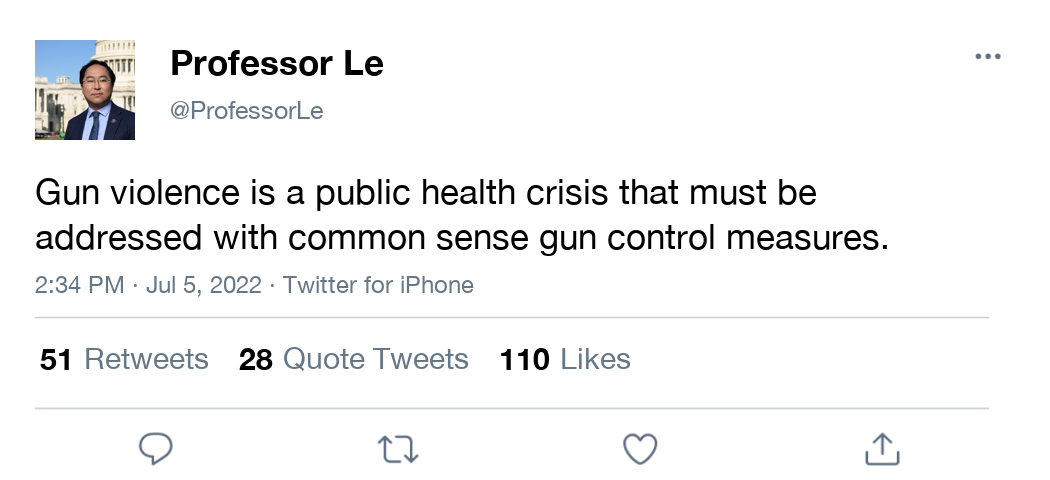 Professor Le
@ProfessorLe
Gun violence is a public health crisis that must be
addressed with common sense gun control measures.
2:34 PM · Jul 5, 2022 · Twitter for iPhone
51 Retweets 28 Quote Tweets 110 Likes